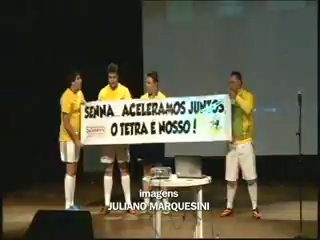 SENNA... ACELERAMOS JUNTOS
O TETRA É NOSSO !
imagens
JULIANO MARQUESINI